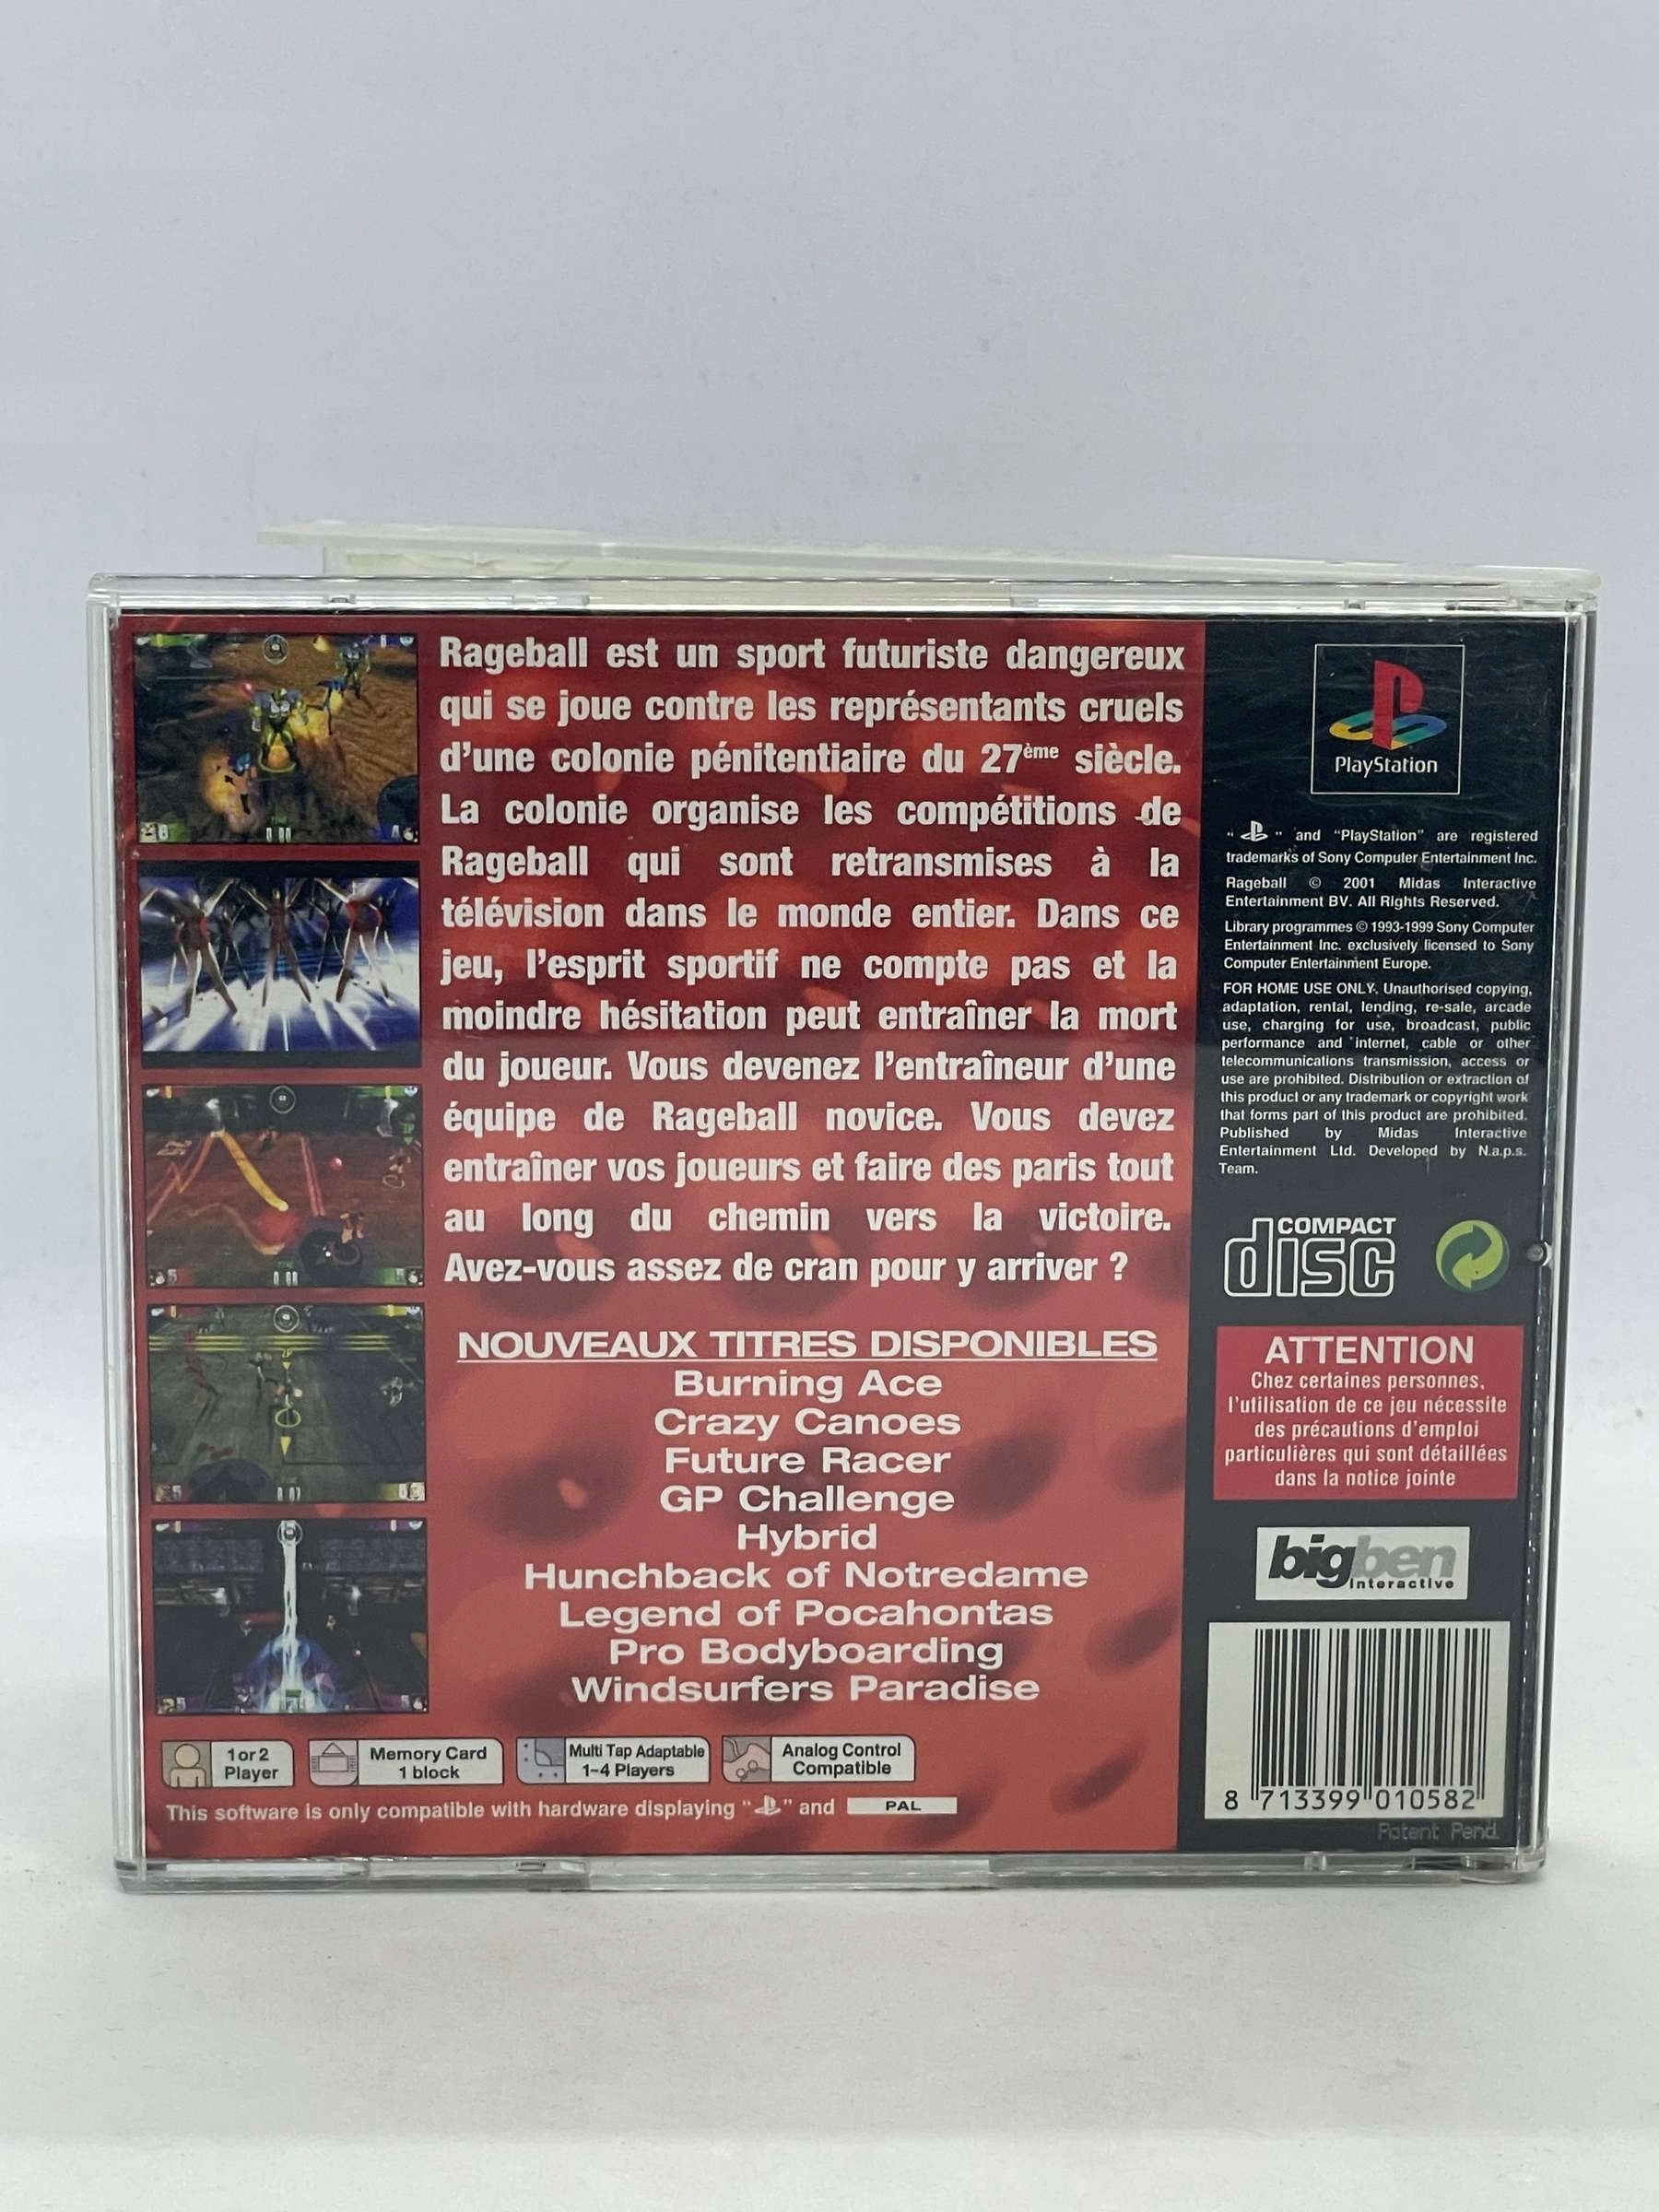 Rageball est un sport futuriste dangereux
qui se joue contre les représentants cruels
d'une colonie pénitentiaire du 27ème siècle.
La colonie organise les compétitions de
Rageball qui sont retransmises à la
télévision dans le monde entier. Dans ce
jeu, l'esprit sportif ne compte pas et la
moindre hésitation peut entraîner la mort
du joueur. Vous devenez l'entraîneur d'une
équipe de Rageball novice. Vous devez
entraîner vos joueurs et faire des paris tout
au long du chemin vers la victoire.
Avez-vous assez de cran pour y arriver ?
NOUVEAUX TITRES DISPONIBLES
Burning Ace
Crazy Canoes
Future Racer
GP Challenge
Hybrid
Hunchback of Notredame
Legend of Pocahontas
Pro Bodyboarding
Windsurfers Paradise
1 or 2
Player
Memory Card
1 block
Multi Tap Adaptable
1-4 Players
Analog Control
Compatible
This software is only compatible with hardware displaying " " and PAL
PlayStation
" " and "PlayStation" are registered
trademarks of Sony Computer Entertainment Inc.
Rageball © 2001 Midas Interactive
Entertainment BV. All RIghts Reserved.
Library programmes © 1993-1999 Sony Computer
Entertainment Inc. exclusively licensed to Sony
Computer Entertainment Europe.
FOR HOME USE ONLY. Unauthorised copying,
adaptation, rental, lending, re-sale, arcade
use, charging for use, broadcast, public
performance and internet, cable or other
telecommunications transmission, access or
use are prohibited. Distribution or extraction of
this product or any trademark or copyright work
that forms part of this product are prohibited.
Published by Midas Interactive
Entertainment Ltd. Developed by N.a.p.s.
Team.
COMPACT
disc
ATTENTION
Chez certaines personnes,
l'utilisation de ce jeu nécessite
des précautions d'emploi
particulières qui sont détaillées
dans la notice jointe
bigben
interactive
8 713399 010582
Patent Pend.